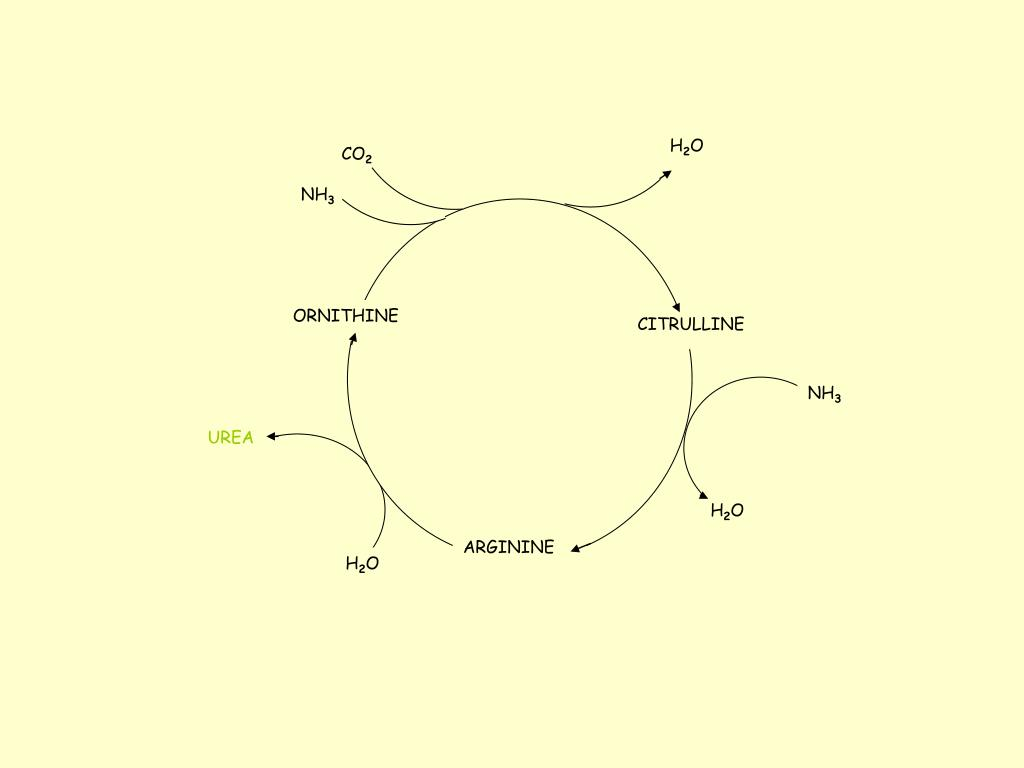 CO₂
H₂O
NH₃
ORNITHINE
CITRULLINE
NH₃
UREA
H₂O
ARGININE
H₂O